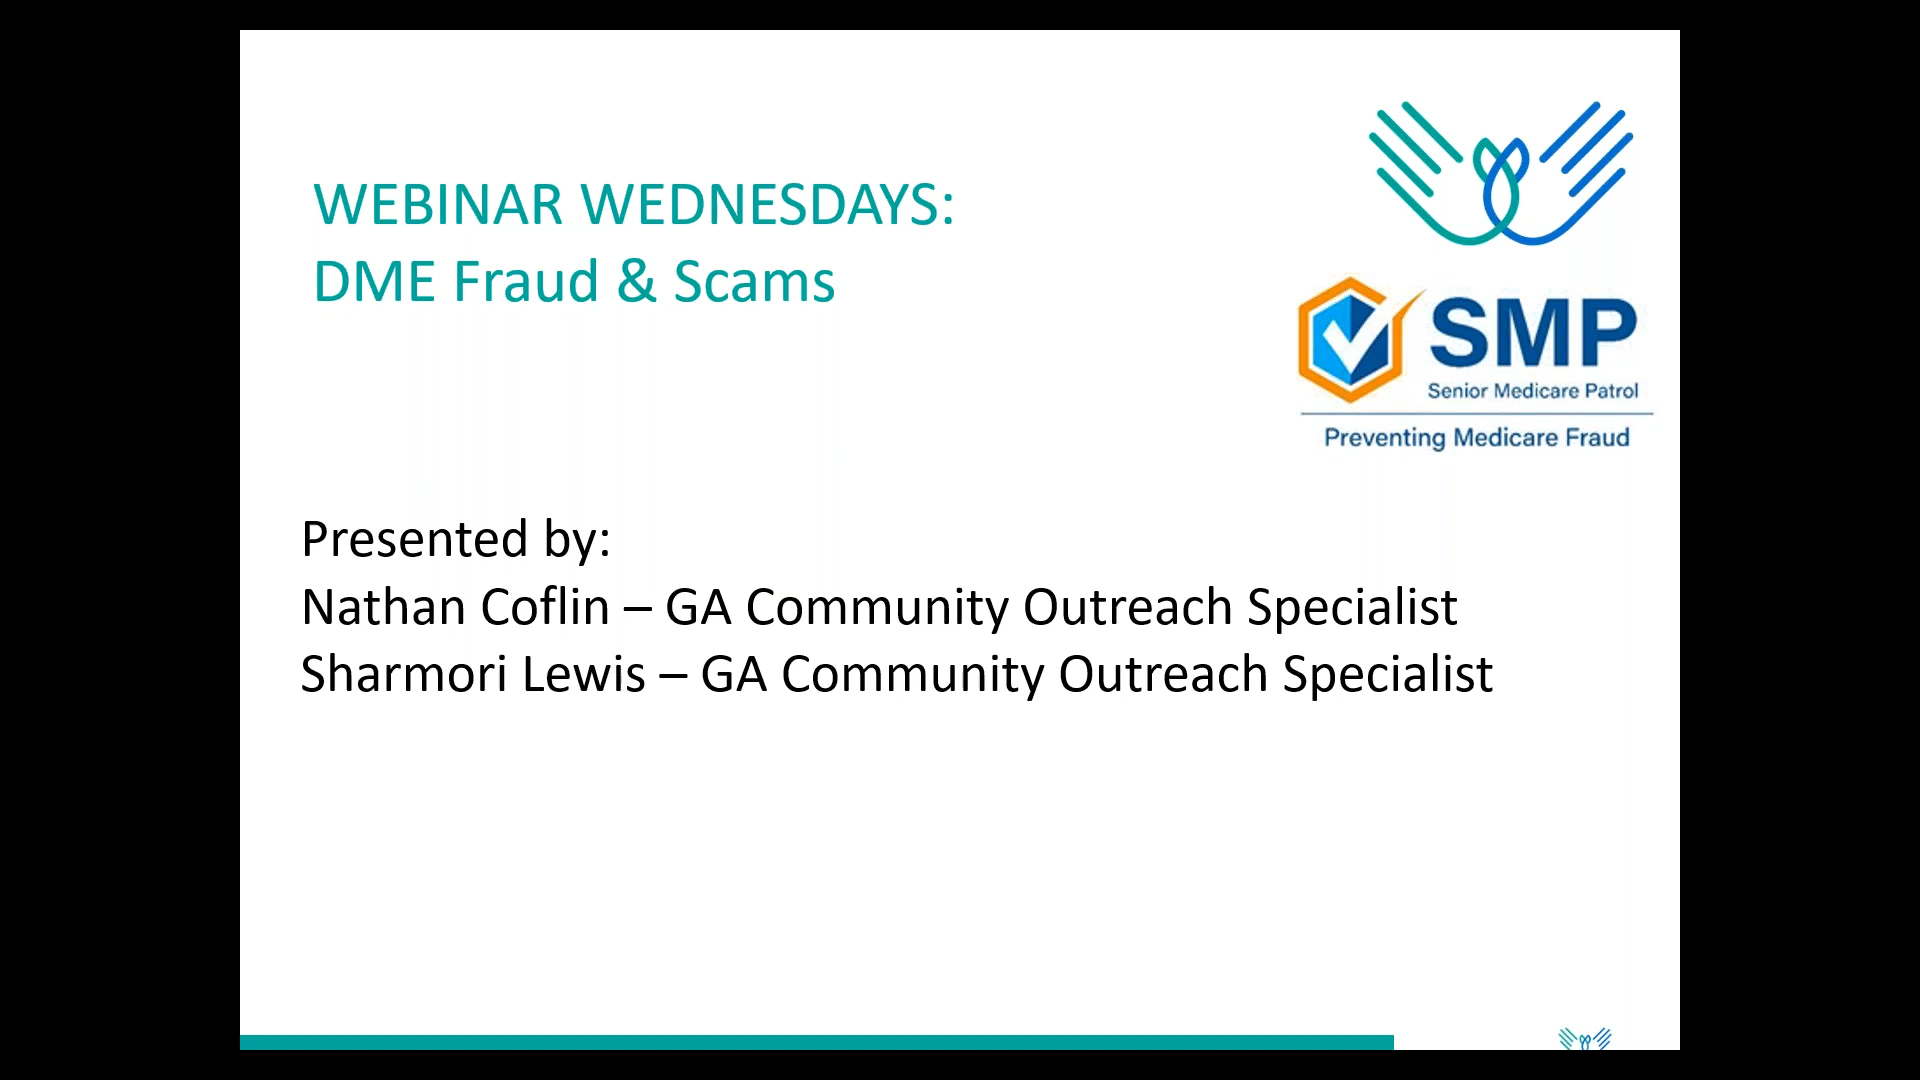 WEBINAR WEDNESDAYS:
DME Fraud & Scams
SMP
Senior Medicare Patrol
Preventing Medicare Fraud
Presented by:
Nathan Coflin – GA Community Outreach Specialist
Sharmori Lewis – GA Community Outreach Specialist